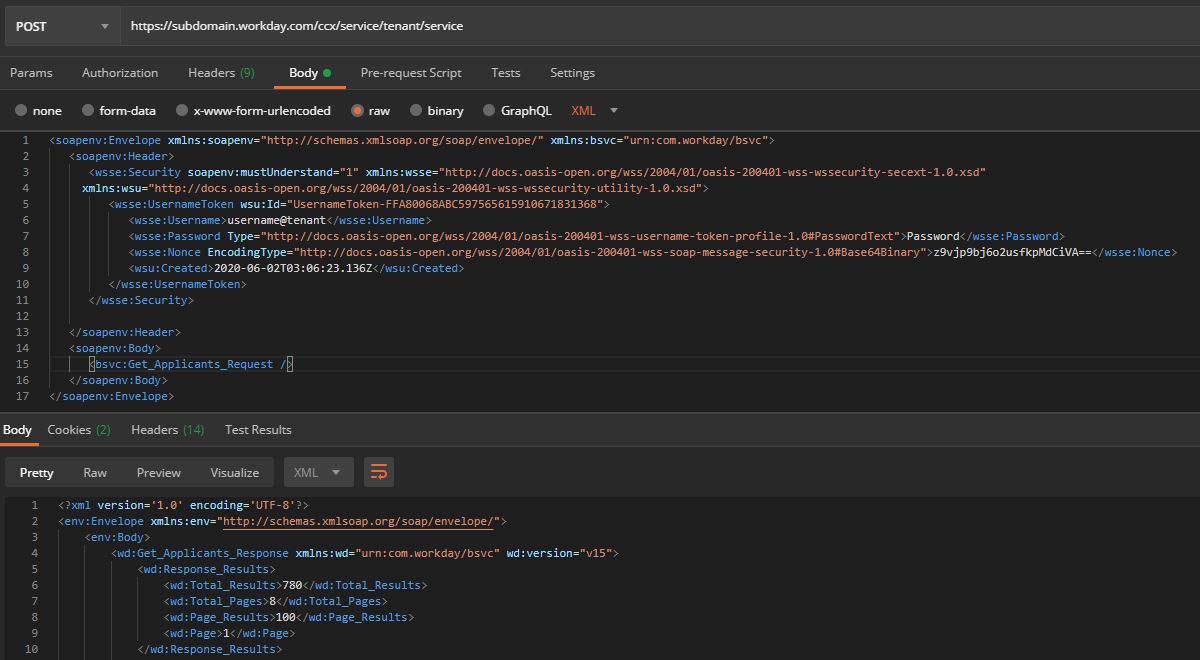 POST https://subdomain.workday.com/ccx/service/tenant/service
Params Authorization Headers (9) Body Pre-request Script Tests Settings
none form-data x-www-form-urlencoded raw binary GraphQL XML
1 <soapenv:Envelope xmlns:soapenv="http://schemas.xmlsoap.org/soap/envelope/" xmlns:bsvc="urn:com.workday/bsvc">
2 <soapenv:Header>
3 <wsse:Security soapenv:mustUnderstand="1" xmlns:wsse="http://docs.oasis-open.org/wss/2004/01/oasis-200401-wss-wssecurity-secext-1.0.xsd"
4 xmlns:wsu="http://docs.oasis-open.org/wss/2004/01/oasis-200401-wss-wssecurity-utility-1.0.xsd">
5 <wsse:UsernameToken wsu:Id="UsernameToken-FFA80068ABC597565615910671831368">
6 <wsse:Username>username@tenant</wsse:Username>
7 <wsse:Password Type="http://docs.oasis-open.org/wss/2004/01/oasis-200401-wss-username-token-profile-1.0#PasswordText">Password</wsse:Password>
8 <wsse:Nonce EncodingType="http://docs.oasis-open.org/wss/2004/01/oasis-200401-wss-soap-message-security-1.0#Base64Binary">z9vjp9bj6o2usfkpMdCiVA==</wsse:Nonce>
9 <wsu:Created>2020-06-02T03:06:23.136Z</wsu:Created>
10 </wsse:UsernameToken>
11 </wsse:Security>
12
13 </soapenv:Header>
14 <soapenv:Body>
15 <bsvc:Get_Applicants_Request />
16 </soapenv:Body>
17 </soapenv:Envelope>
Body Cookies (2) Headers (14) Test Results
Pretty Raw Preview Visualize XML
1 <?xml version='1.0' encoding='UTF-8'?>
2 <env:Envelope xmlns:env="http://schemas.xmlsoap.org/soap/envelope/">
3 <env:Body>
4 <wd:Get_Applicants_Response xmlns:wd="urn:com.workday/bsvc" wd:version="v15">
5 <wd:Response_Results>
6 <wd:Total_Results>780</wd:Total_Results>
7 <wd:Total_Pages>8</wd:Total_Pages>
8 <wd:Page_Results>100</wd:Page_Results>
9 <wd:Page>1</wd:Page>
10 </wd:Response_Results>